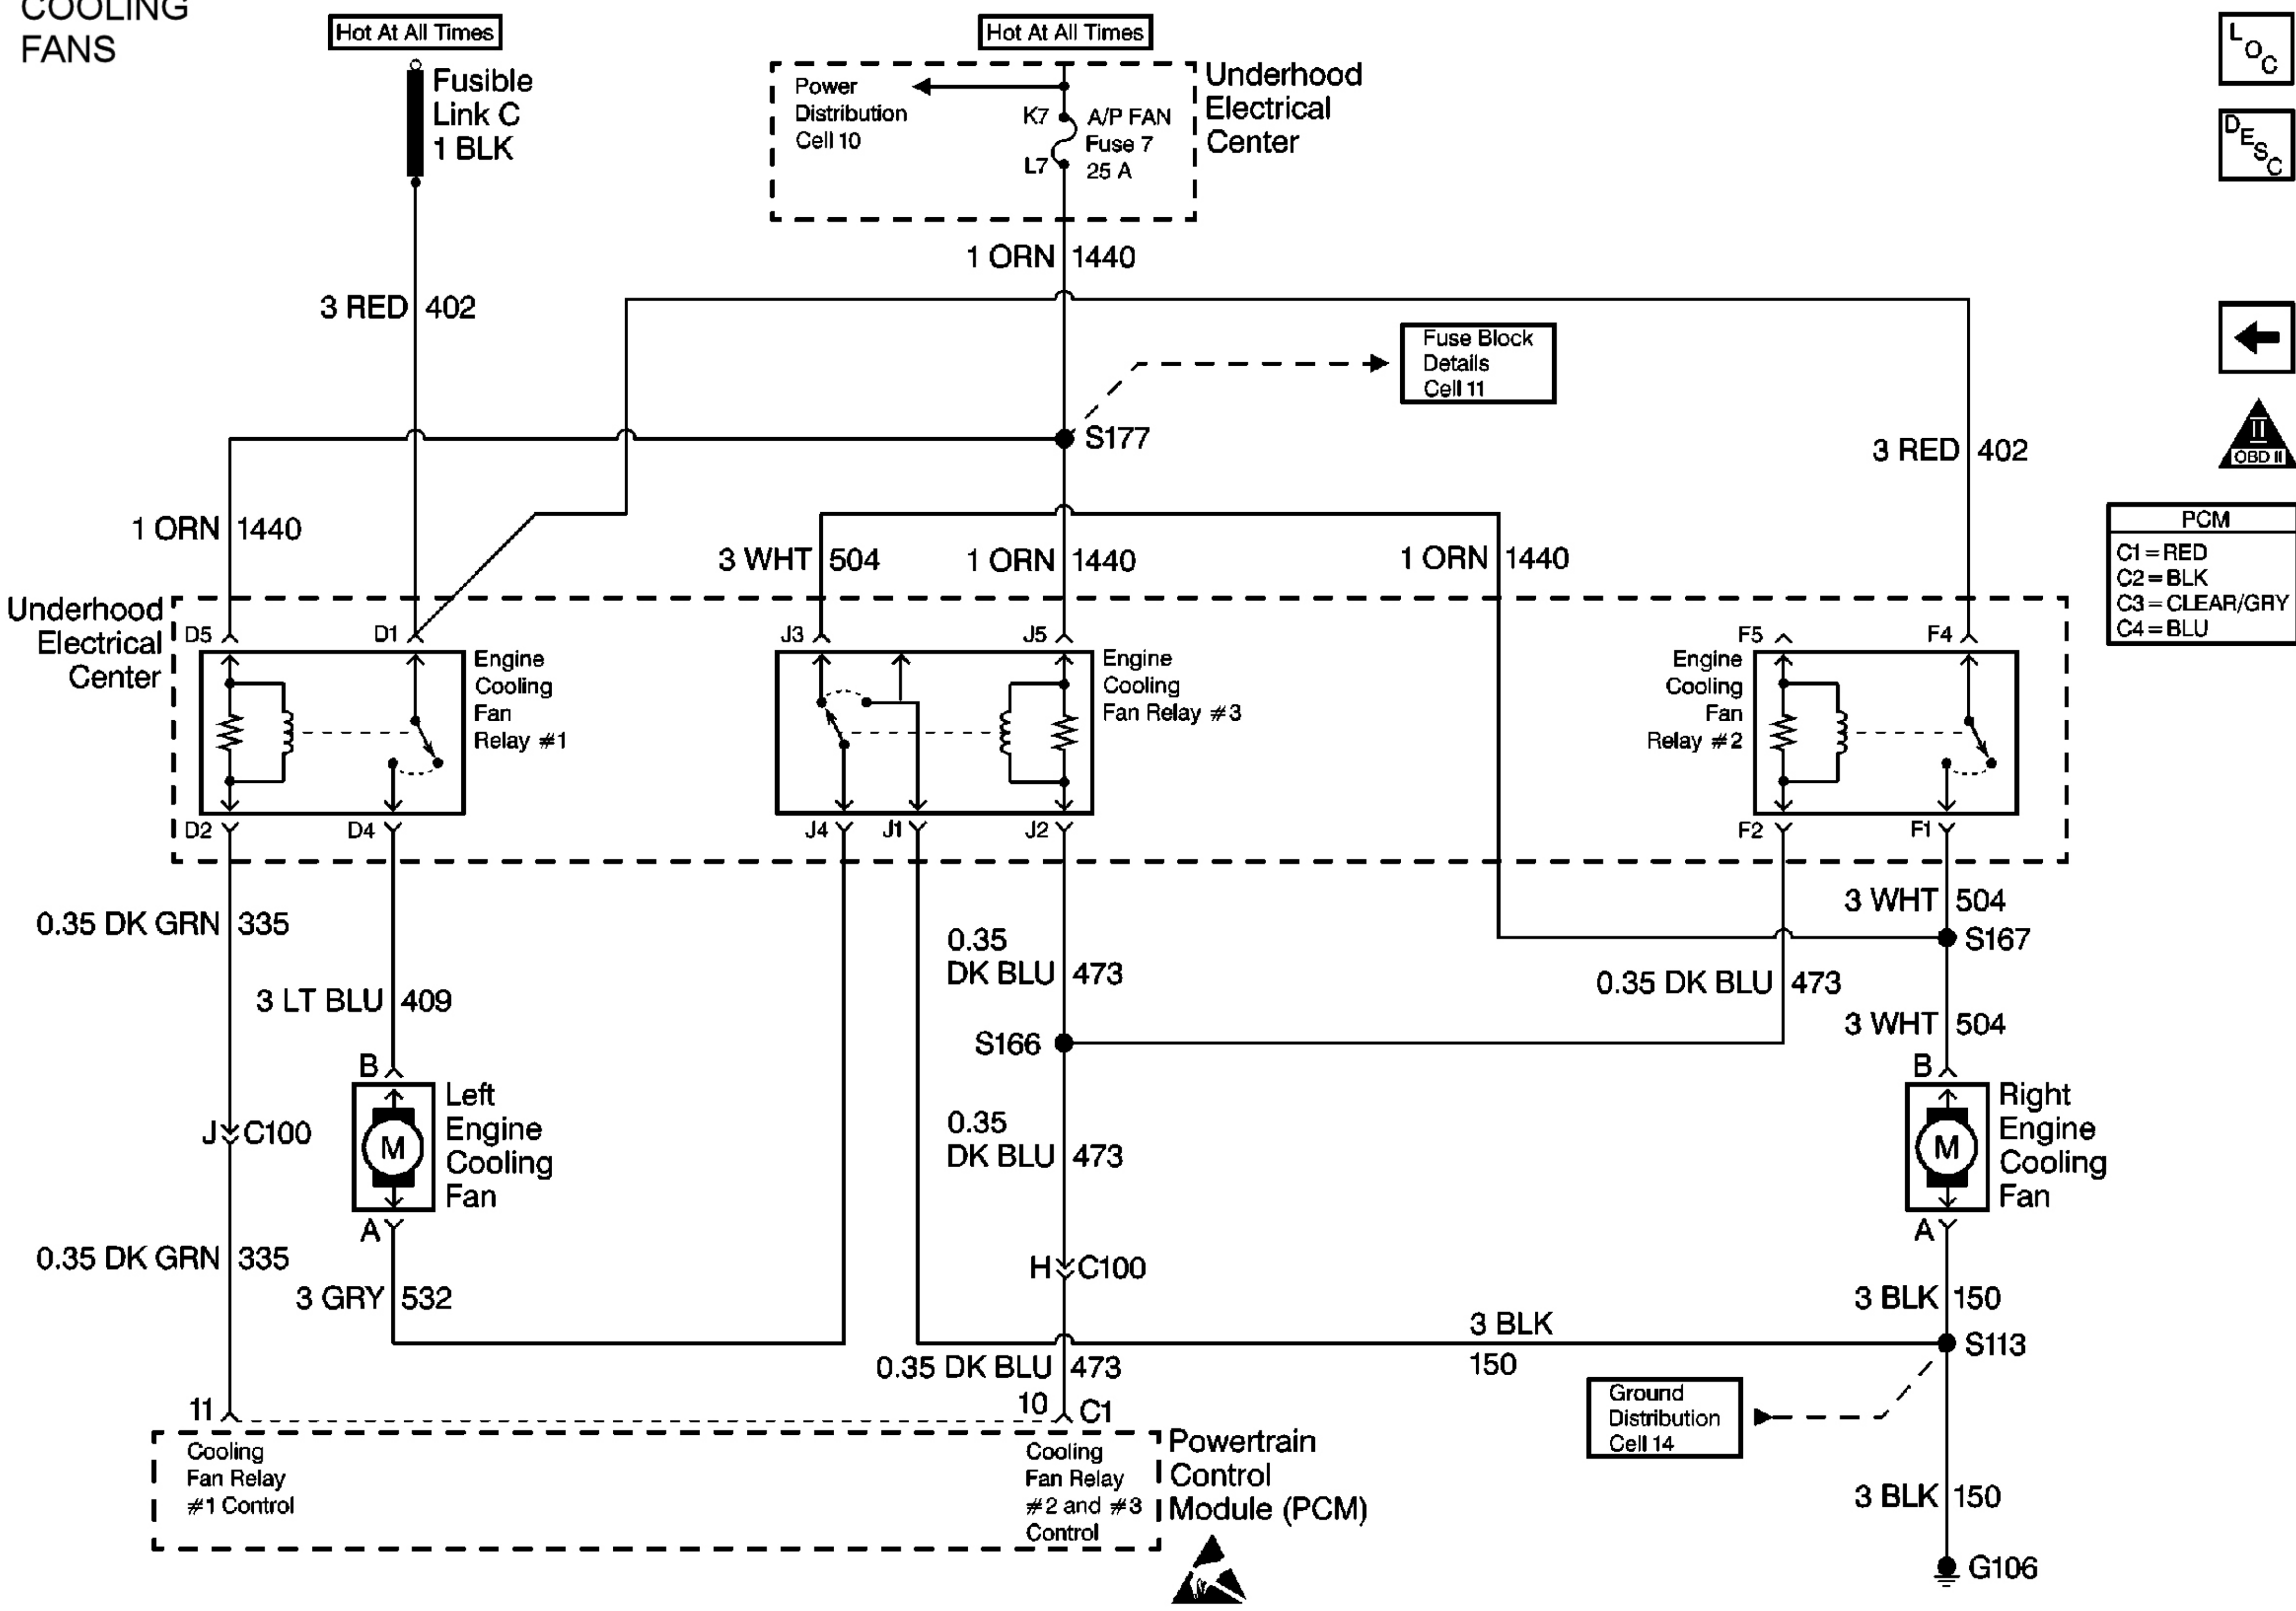 COOLING
FANS
Hot At All Times
Hot At All Times
Fusible
Link C
1 BLK
Power
Distribution
Cell 10
K7
L7
A/P FAN
Fuse 7
25 A
Underhood
Electrical
Center
L
O
C
D
E
S
C
3 RED 402
1 ORN 1440
Fuse Block
Details
Cell 11
S177
3 RED 402
II
OBD II
PCM
C1 = RED
C2 = BLK
C3 = CLEAR/GRY
C4 = BLU
1 ORN 1440
3 WHT 504
1 ORN 1440
1 ORN 1440
Underhood
Electrical
Center
D5
D1
J3
J5
F5
F4
Engine
Cooling
Fan
Relay #1
Engine
Cooling
Fan Relay #3
Engine
Cooling
Fan
Relay #2
D2
D4
J4
J1
J2
F2
F1
0.35 DK GRN 335
3 LT BLU 409
0.35
DK BLU 473
3 WHT 504
S167
0.35 DK BLU 473
3 WHT 504
S166
B
M
A
Left
Engine
Cooling
Fan
J C100
0.35
DK BLU 473
B
M
A
Right
Engine
Cooling
Fan
0.35 DK GRN 335
3 GRY 532
H C100
3 BLK 150
3 BLK
150
S113
0.35 DK BLU 473
11
10
C1
Ground
Distribution
Cell 14
Cooling
Fan Relay
#1 Control
Cooling
Fan Relay
#2 and #3
Control
Powertrain
Control
Module (PCM)
3 BLK 150
G106